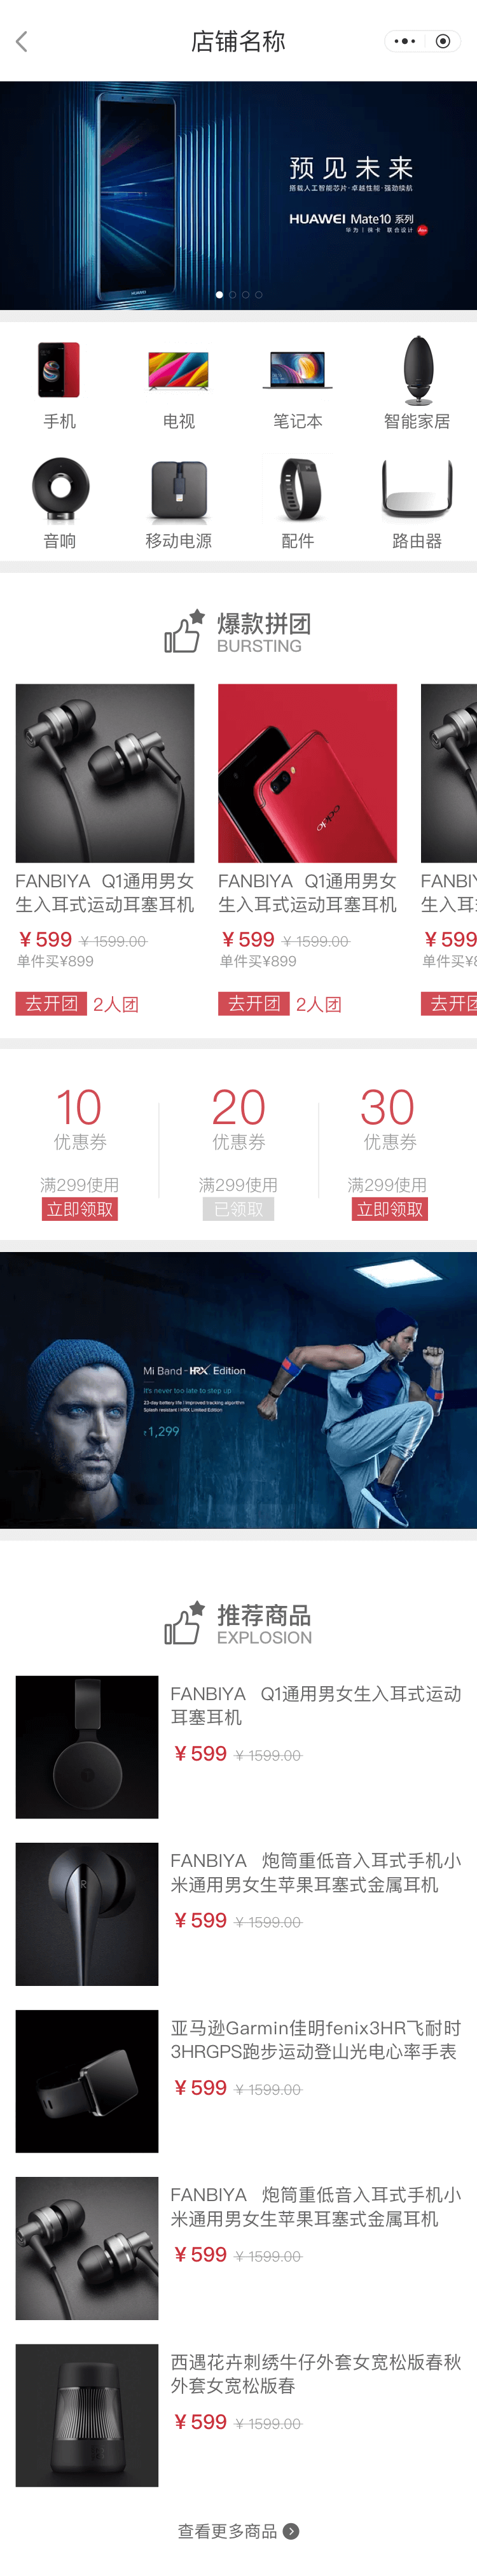 店铺名称
预见未来
搭载人工智能芯片·卓越性能·强劲续航
HUAWEI Mate10 系列
华为 | 徕卡 联合设计
HUAWEI
手机 电视 笔记本 智能家居
音响 移动电源 配件 路由器
爆款拼团
BURSTING
oppo
FANBIYA Q1通用男女
生入耳式运动耳塞耳机
¥599 ¥1599.00
单件买¥899
去开团 2人团
FANBIYA Q1通用男女
生入耳式运动耳塞耳机
¥599 ¥1599.00
单件买¥899
去开团 2人团
FANBIY
生入耳
¥599
单件买¥8
去开团
10
优惠券
满299使用
立即领取
20
优惠券
满299使用
已领取
30
优惠券
满299使用
立即领取
Mi Band - HRX Edition
It's never too late to step up
23-day battery life | Improved tracking algorithm
Splash resistant | HRX Limited Edition
₹1,299
推荐商品
EXPLOSION
FANBIYA Q1通用男女生入耳式运动
耳塞耳机
¥599 ¥1599.00
R
FANBIYA 炮筒重低音入耳式手机小
米通用男女生苹果耳塞式金属耳机
¥599 ¥1599.00
亚马逊Garmin佳明fenix3HR飞耐时
3HRGPS跑步运动登山光电心率手表
¥599 ¥1599.00
FANBIYA 炮筒重低音入耳式手机小
米通用男女生苹果耳塞式金属耳机
¥599 ¥1599.00
西遇花卉刺绣牛仔外套女宽松版春秋
外套女宽松版春
¥599 ¥1599.00
查看更多商品